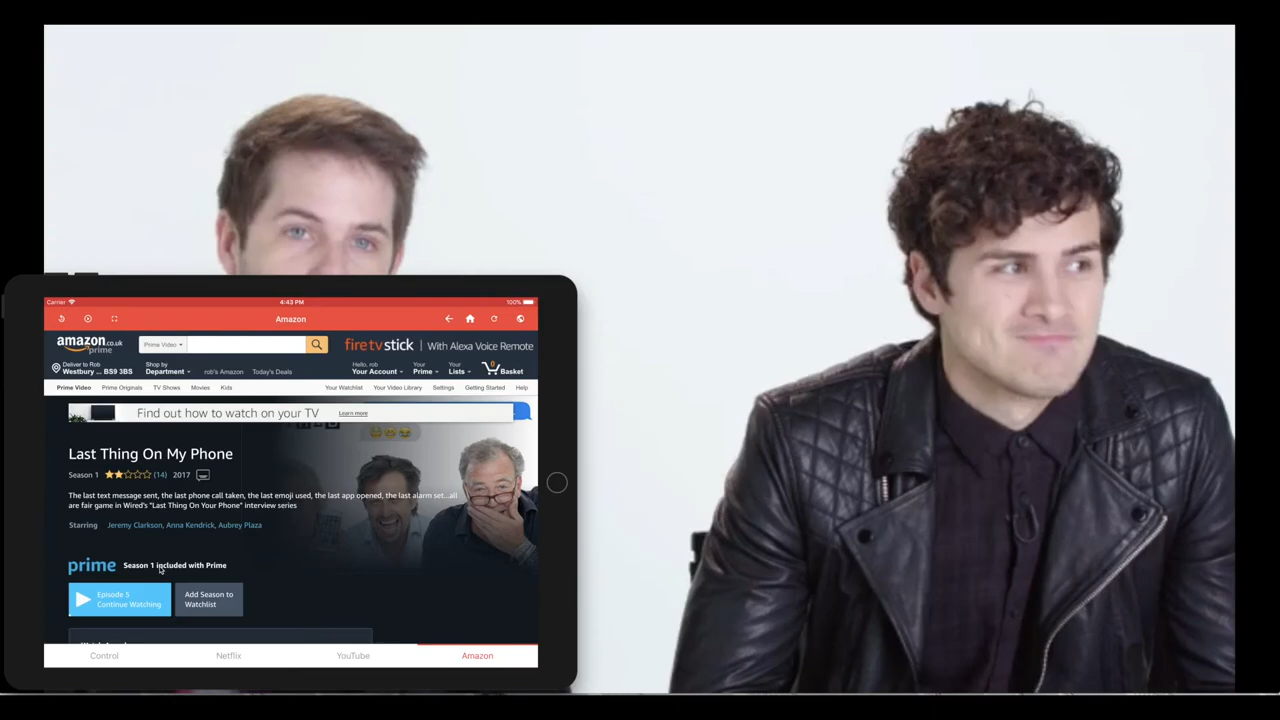 Carrier 4:43 PM 100%
Amazon
amazon.co.uk
prime
Prime Video
fire tv stick | With Alexa Voice Remote
Deliver to Rob
Westbury ... BS9 3BS
Shop by
Department
rob's Amazon Today's Deals
Hello, rob
Your Account
Your
Prime
Your
Lists
0
Basket
Prime Video Prime Originals TV Shows Movies Kids Your Watchlist Your Video Library Settings Getting Started Help
Find out how to watch on your TV Learn more
Last Thing On My Phone
Season 1 (14) 2017
The last text message sent, the last phone call taken, the last emoji used, the last app opened, the last alarm set...all
are fair game in Wired's "Last Thing On Your Phone" interview series
Starring Jeremy Clarkson, Anna Kendrick, Aubrey Plaza
prime Season 1 included with Prime
Episode 5
Continue Watching
Add Season to
Watchlist
Control Netflix YouTube Amazon